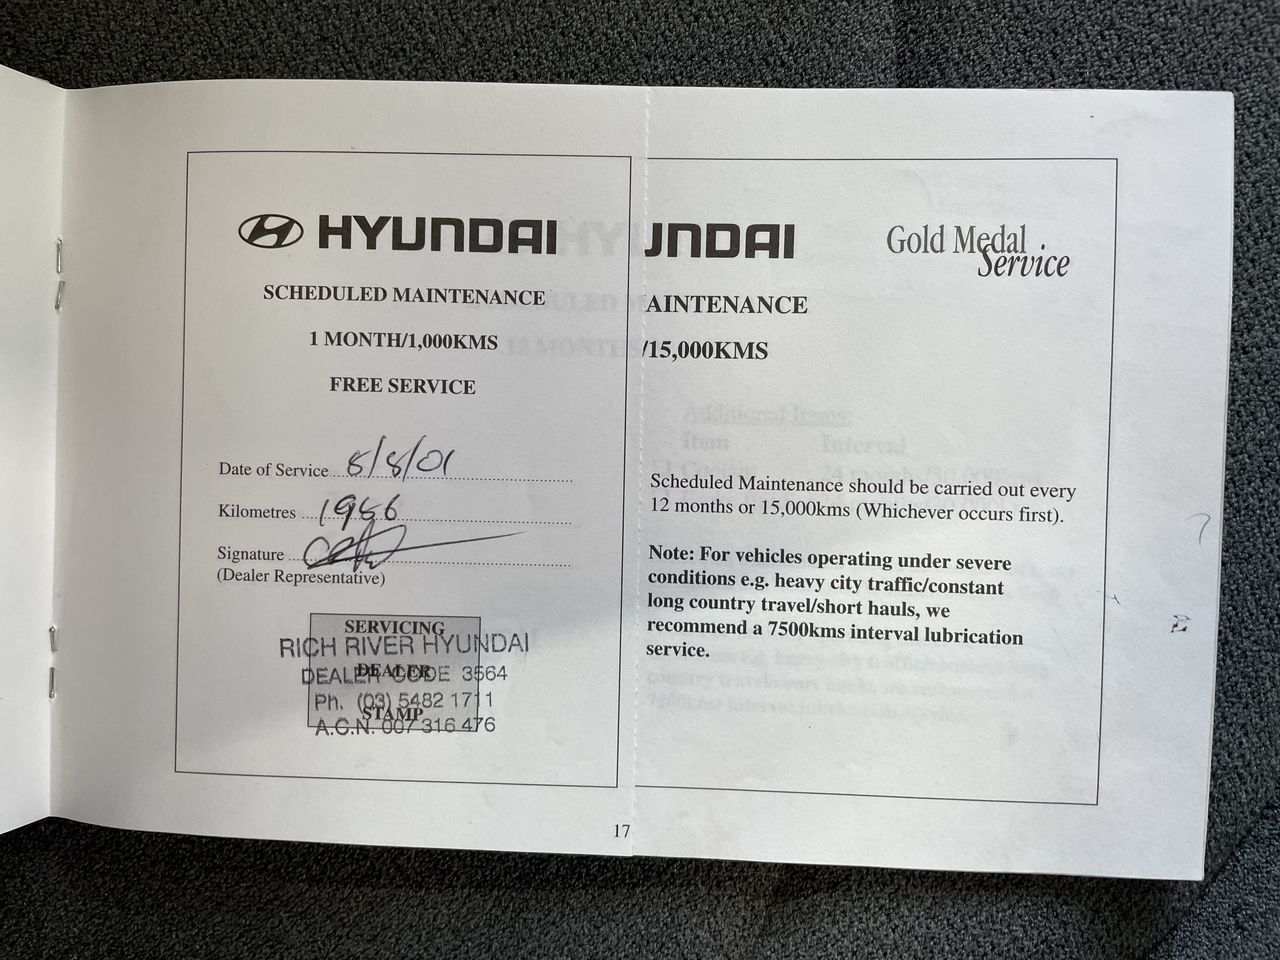 HYUNDAI
SCHEDULED MAINTENANCE
1 MONTH/1,000KMS
FREE SERVICE
Date of Service 8/8/01
Kilometres 1986
Signature
(Dealer Representative)
SERVICING
RICH RIVER HYUNDAI
DEALER
DEALER CODE 3564
Ph. (03) 5482 1711
STAMP
A.C.N. 007 316 476
17
UNDAI
Gold Medal
Service
AINTENANCE
/15,000KMS
Scheduled Maintenance should be carried out every
12 months or 15,000kms (Whichever occurs first).
Note: For vehicles operating under severe
conditions e.g. heavy city traffic/constant
long country travel/short hauls, we
recommend a 7500kms interval lubrication
service.